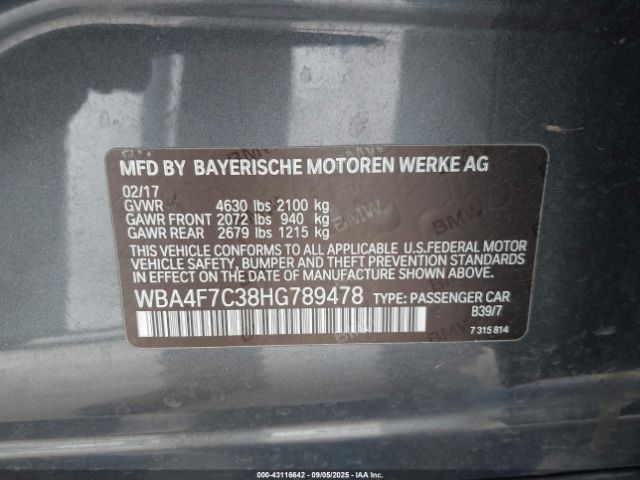 MFD BY BAYERISCHE MOTOREN WERKE AG
02/17
GVWR 4630 lbs 2100 kg
GAWR FRONT 2072 lbs 940 kg
GAWR REAR 2679 lbs 1215 kg
THIS VEHICLE CONFORMS TO ALL APPLICABLE U.S.FEDERAL MOTOR
VEHICLE SAFETY, BUMPER AND THEFT PREVENTION STANDARDS
IN EFFECT ON THE DATE OF MANUFACTURE SHOWN ABOVE.
WBA4F7C38HG789478 TYPE: PASSENGER CAR
B39/7
7 315 814
000-43116642 - 09/05/2025 - IAA Inc.